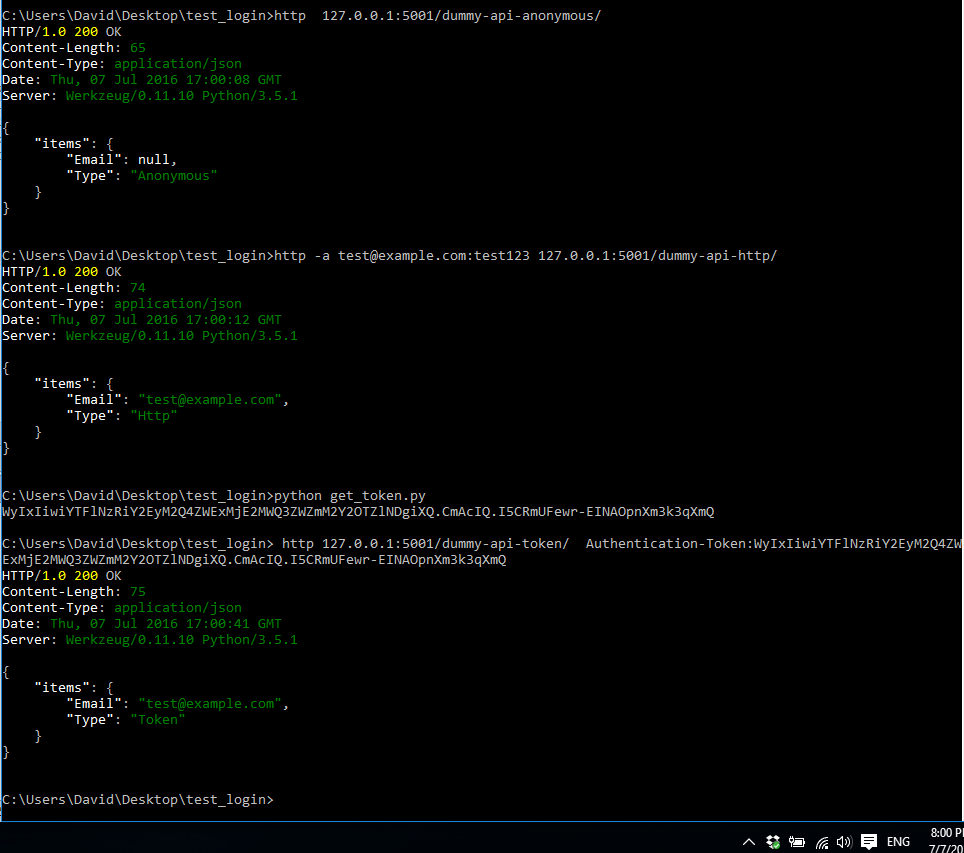 C:\Users\David\Desktop\test_login>http  127.0.0.1:5001/dummy-api-anonymous/
HTTP/1.0 200 OK
Content-Length: 65
Content-Type: application/json
Date: Thu, 07 Jul 2016 17:00:08 GMT
Server: Werkzeug/0.11.10 Python/3.5.1
{
    "items": {
        "Email": null,
        "Type": "Anonymous"
    }
}
C:\Users\David\Desktop\test_login>http -a test@example.com:test123 127.0.0.1:5001/dummy-api-http/
HTTP/1.0 200 OK
Content-Length: 74
Content-Type: application/json
Date: Thu, 07 Jul 2016 17:00:12 GMT
Server: Werkzeug/0.11.10 Python/3.5.1
{
    "items": {
        "Email": "test@example.com",
        "Type": "Http"
    }
}
C:\Users\David\Desktop\test_login>python get_token.py
WyIxIiwiYTFlNzRiY2EyM2Q4ZWExMjE2MWQ3ZWZmM2Y2OTZlNDgiXQ.CmAcIQ.I5CRmUFewr-EINAOpnXm3k3qXmQ
C:\Users\David\Desktop\test_login> http 127.0.0.1:5001/dummy-api-token/  Authentication-Token:WyIxIiwiYTFlNzRiY2EyM2Q4ZW
ExMjE2MWQ3ZWZmM2Y2OTZlNDgiXQ.CmAcIQ.I5CRmUFewr-EINAOpnXm3k3qXmQ
HTTP/1.0 200 OK
Content-Length: 75
Content-Type: application/json
Date: Thu, 07 Jul 2016 17:00:41 GMT
Server: Werkzeug/0.11.10 Python/3.5.1
{
    "items": {
        "Email": "test@example.com",
        "Type": "Token"
    }
}
C:\Users\David\Desktop\test_login>
ENG
8:00 P
7/7/20